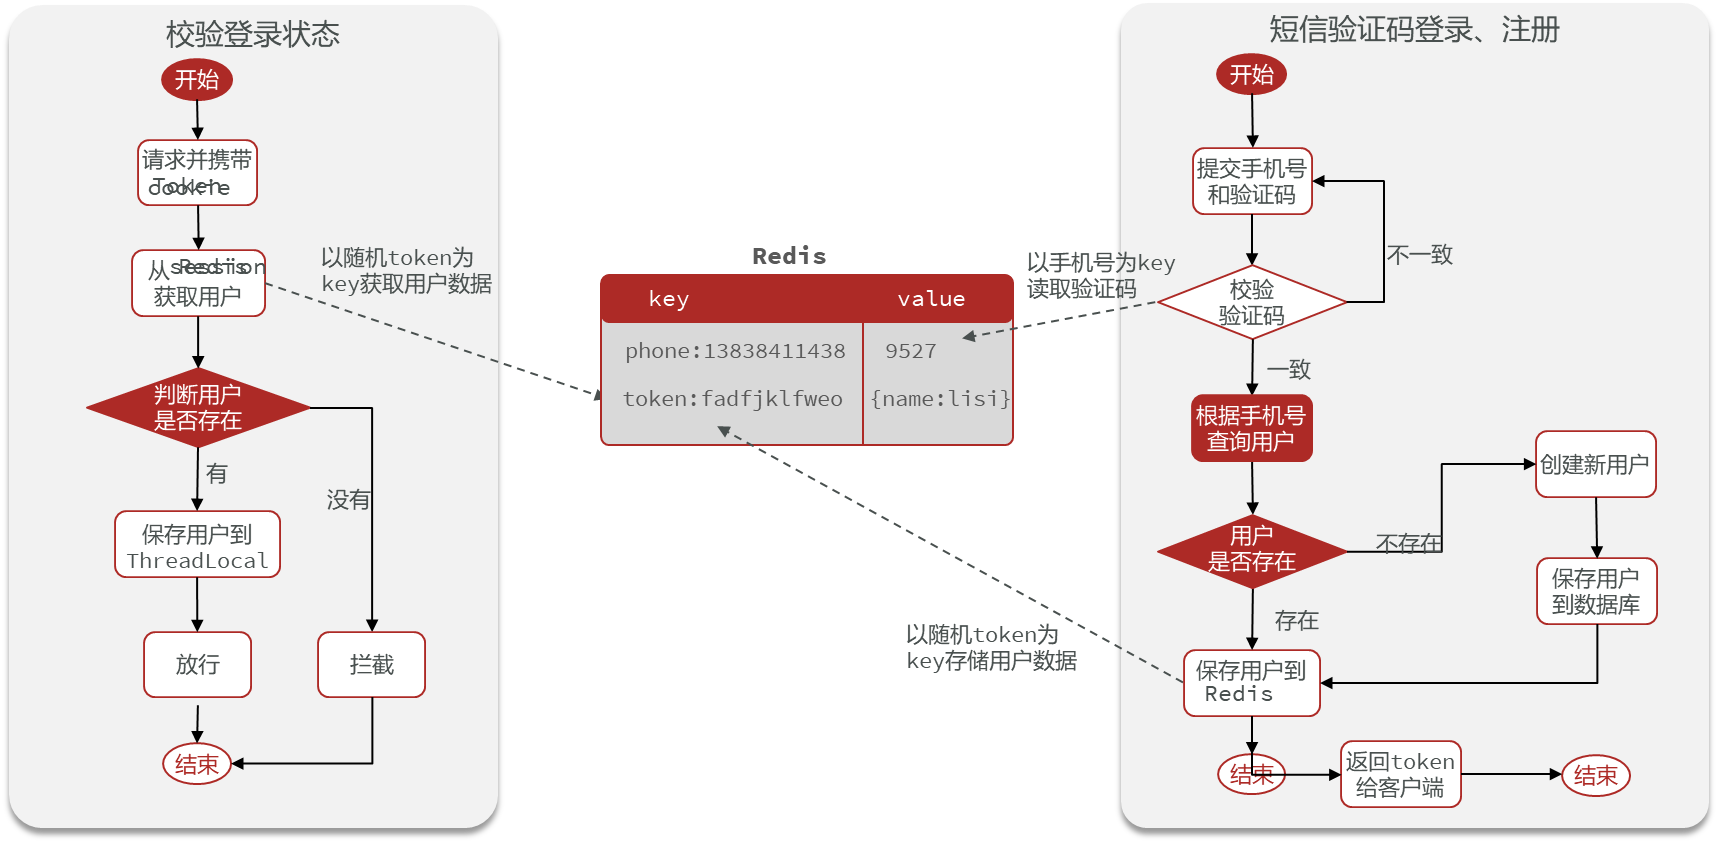 校验登录状态
开始
请求并携带
Token
cookie
从session
Redis
获取用户
判断用户
是否存在
有
没有
保存用户到
ThreadLocal
放行
拦截
结束
以随机token为
key获取用户数据
Redis
key
value
phone:13838411438
9527
token:fadfjklfweo
{name:lisi}
以随机token为
key存储用户数据
以手机号为key
读取验证码
短信验证码登录、注册
开始
提交手机号
和验证码
不一致
校验
验证码
一致
根据手机号
查询用户
用户
是否存在
不存在
创建新用户
保存用户
到数据库
存在
保存用户到
Redis
结束
返回token
给客户端
结束